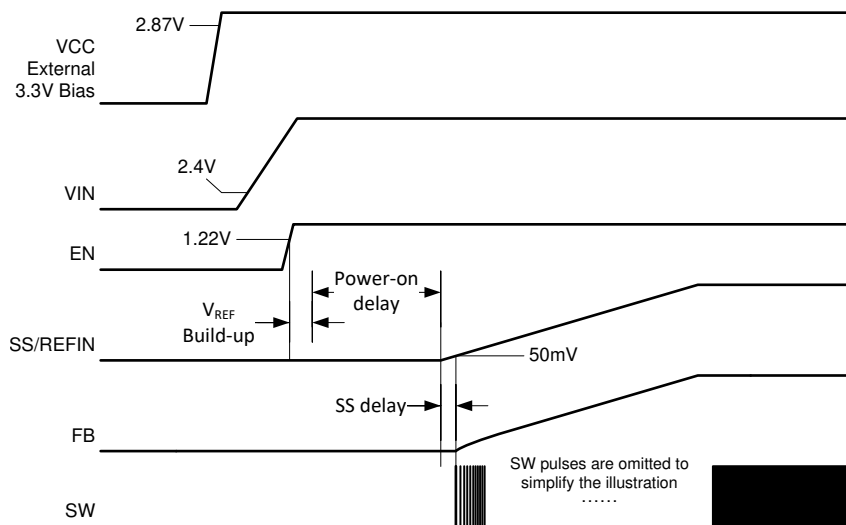 2.87V
VCC
External
3.3V Bias
2.4V
VIN
1.22V
EN
Power-on
delay
VREF
Build-up
SS/REFIN
50mV
SS delay
FB
SW pulses are omitted to
simplify the illustration
......
SW